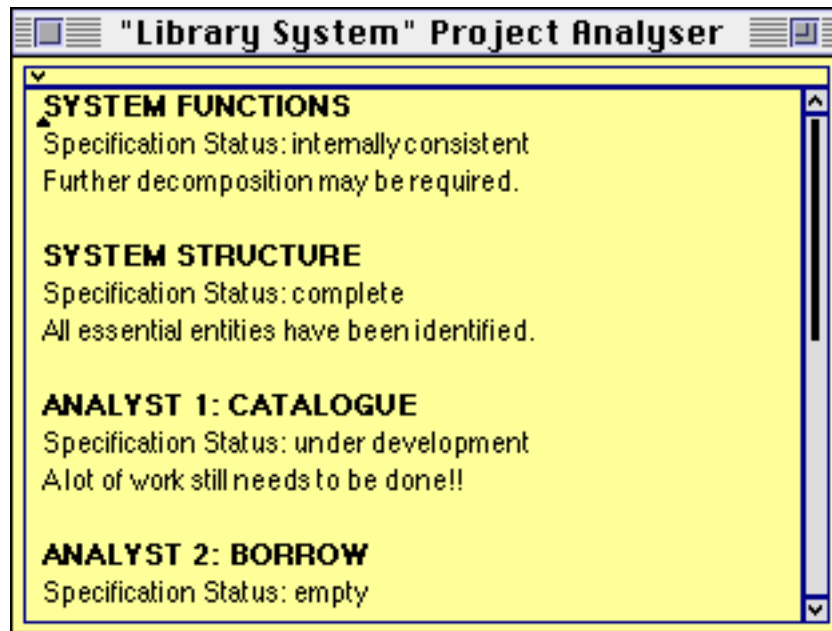 "Library System" Project Analyser
SYSTEM FUNCTIONS
Specification Status: internally consistent
Further decomposition may be required.
SYSTEM STRUCTURE
Specification Status: complete
All essential entities have been identified.
ANALYST 1: CATALOGUE
Specification Status: under development
A lot of work still needs to be done!!
ANALYST 2: BORROW
Specification Status: empty